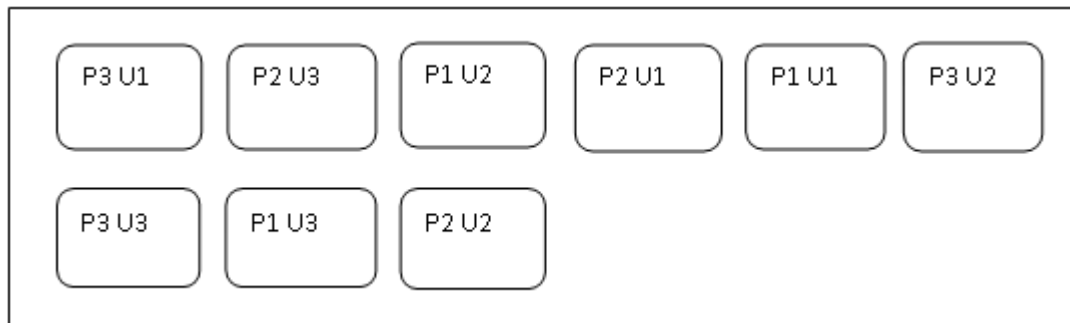 P3 U1
P2 U3
P1 U2
P2 U1
P1 U1
P3 U2
P3 U3
P1 U3
P2 U2